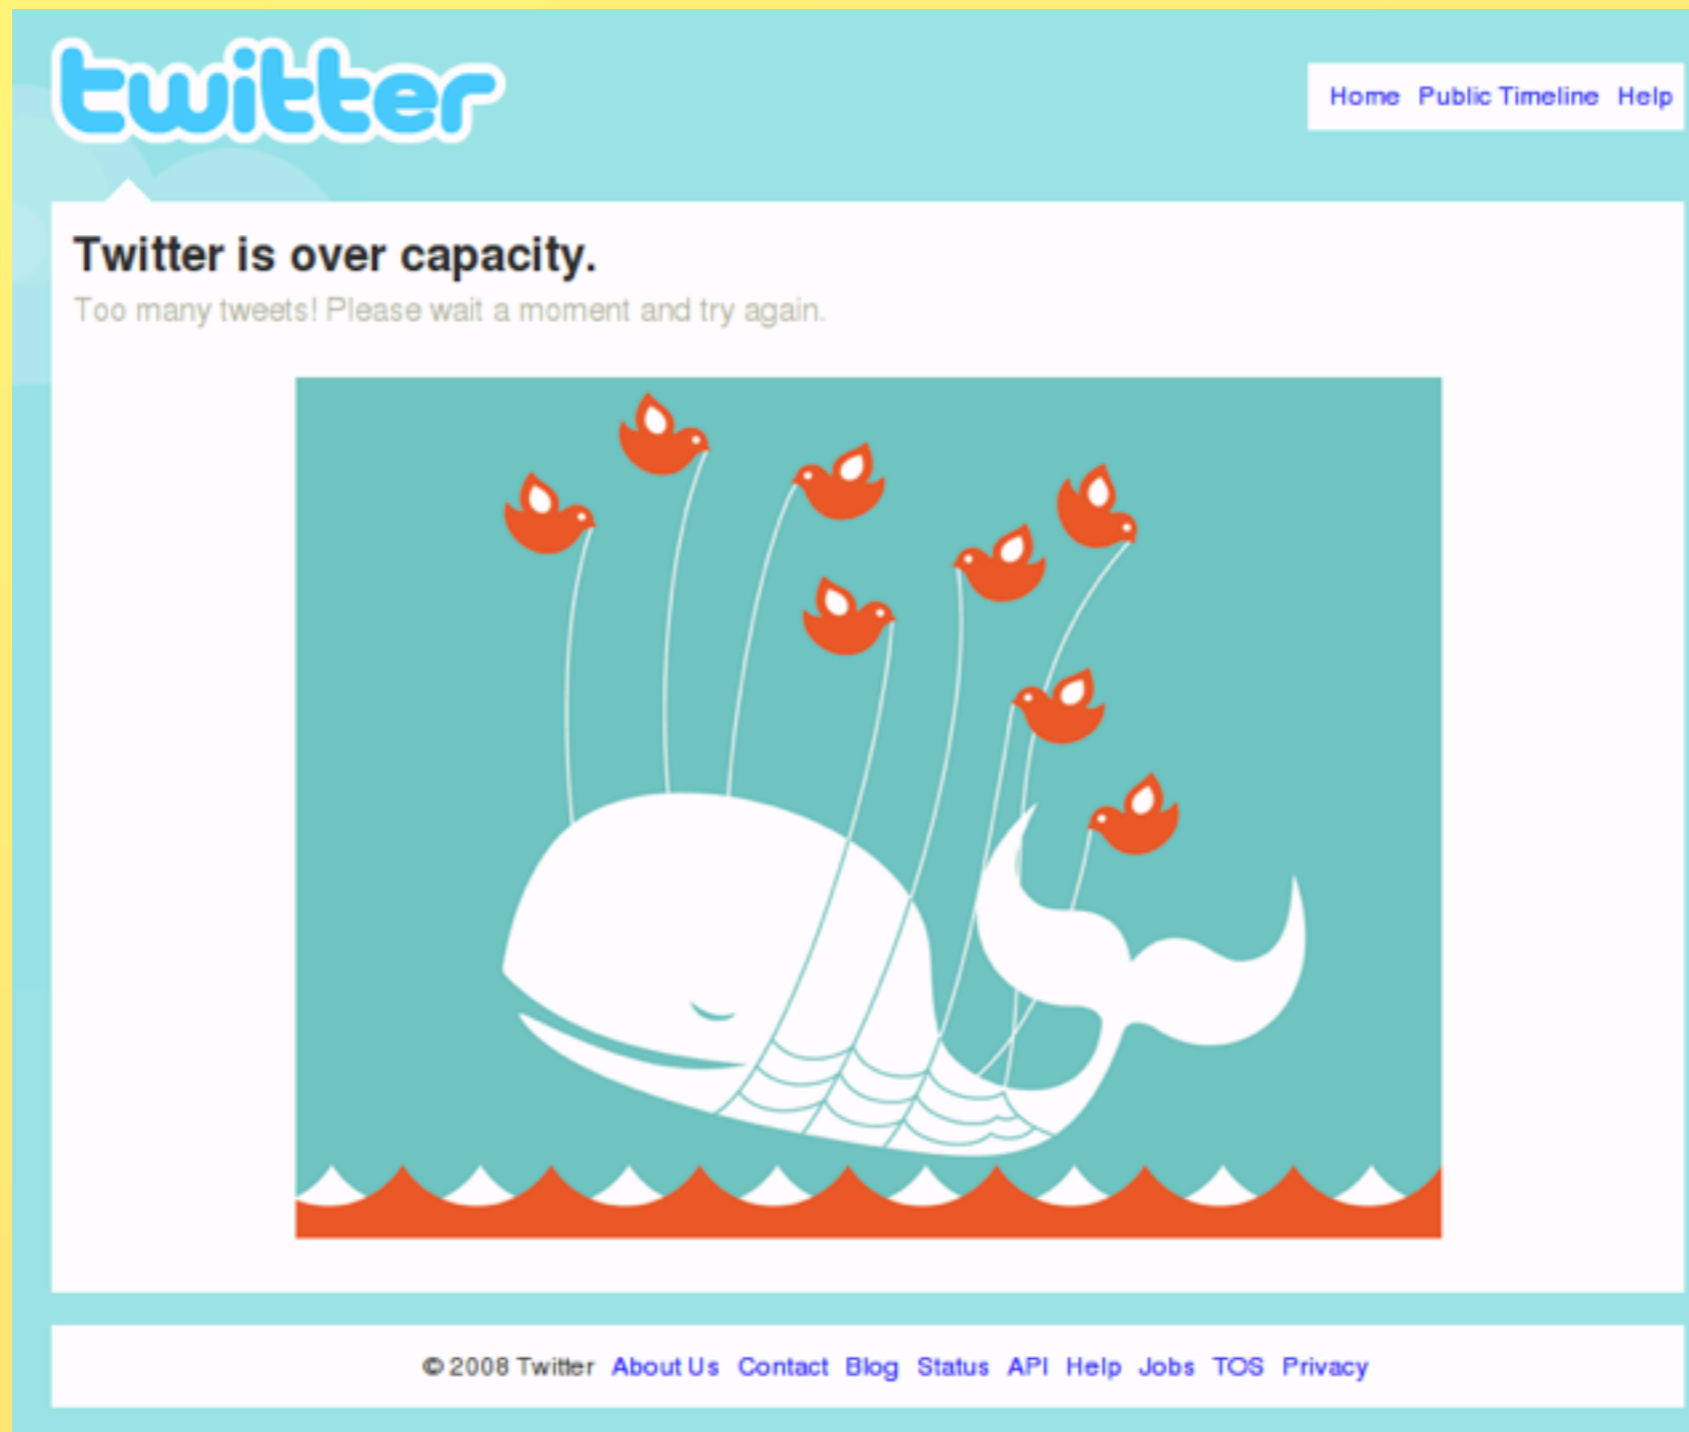 twitter
Home Public Timeline Help
Twitter is over capacity.
Too many tweets! Please wait a moment and try again.
© 2008 Twitter About Us Contact Blog Status API Help Jobs TOS Privacy